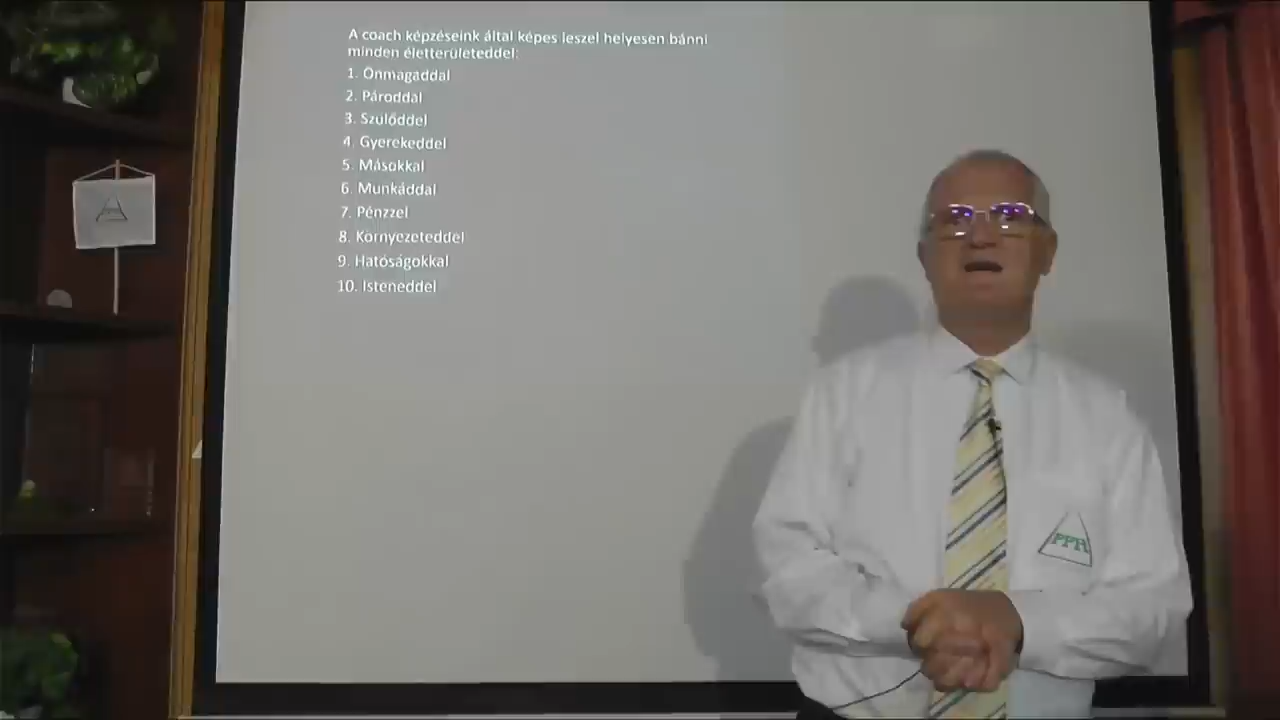 A coach képzéseink által képes leszel helyesen bánni
minden életterületeddel:
1. Önmagaddal
2. Pároddal
3. Szülőddel
4. Gyerekeddel
5. Másokkal
6. Munkáddal
7. Pénzzel
8. Környezeteddel
9. Hatóságokkal
10. Isteneddel
PPH